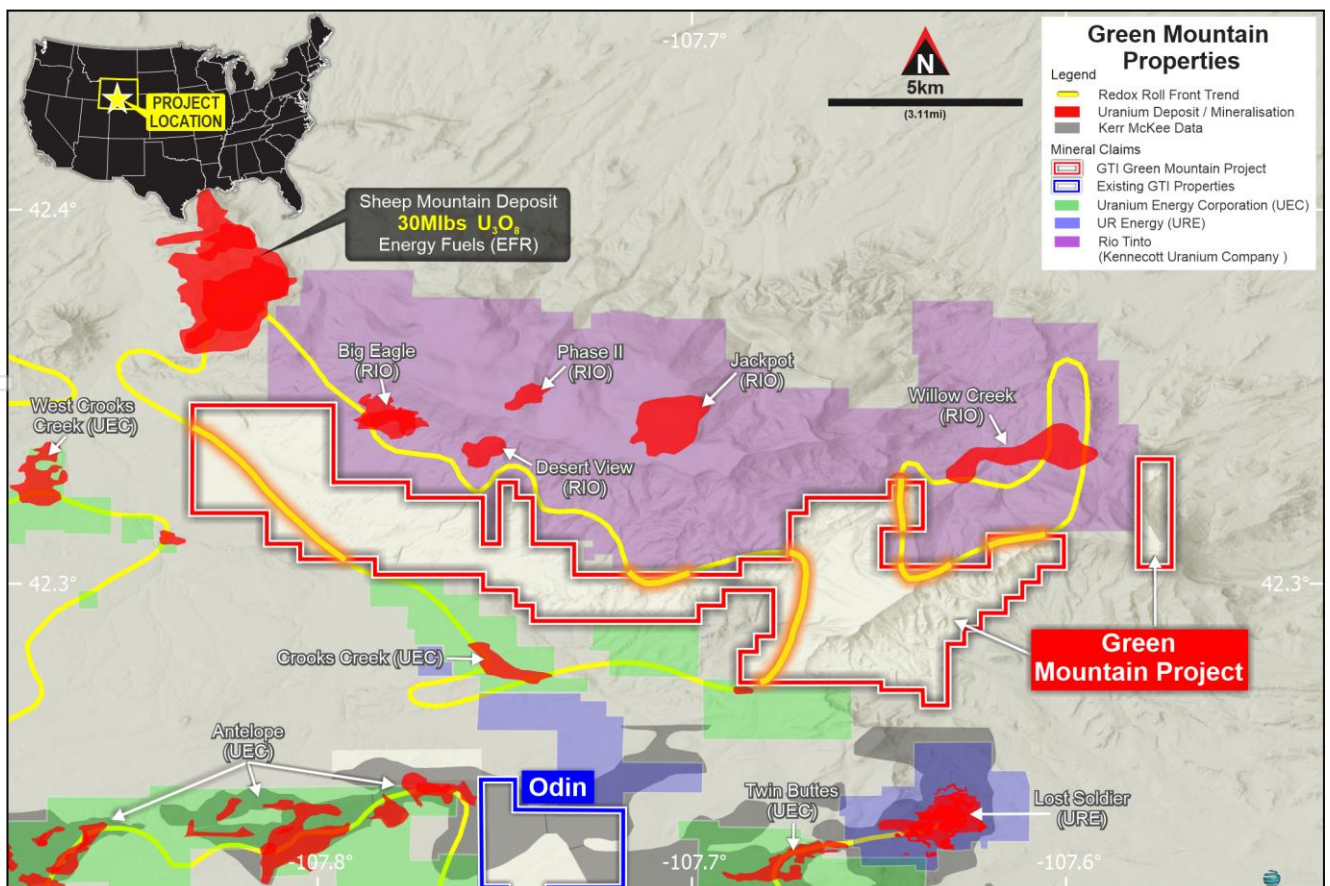 PROJECT
LOCATION
-107.7°
N
5km
(3.11mi)
Green Mountain
Properties
Legend
Redox Roll Front Trend
Uranium Deposit / Mineralisation
Kerr McKee Data
Mineral Claims
GTI Green Mountain Project
Existing GTI Properties
Uranium Energy Corporation (UEC)
UR Energy (URE)
Rio Tinto
(Kennecott Uranium Company )
42.4°
Sheep Mountain Deposit
30Mlbs U₃O₈
Energy Fuels (EFR)
Big Eagle
(RIO)
Phase II
(RIO)
Jackpot
(RIO)
Willow Creek
(RIO)
West Crooks
Creek (UEC)
Desert View
(RIO)
42.3°
42.3°
Crooks Creek (UEC)
Green
Mountain Project
Antelope
(UEC)
Odin
Twin Buttes
(UEC)
Lost Soldier
(URE)
-107.8°
-107.7°
-107.6°